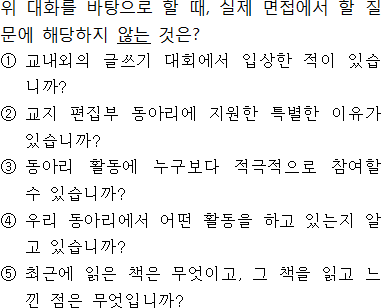 위 대화를 바탕으로 할 때, 실제 면접에서 할 질
문에 해당하지 않는 것은?
① 교내외의 글쓰기 대회에서 입상한 적이 있습
니까?
② 교지 편집부 동아리에 지원한 특별한 이유가
있습니까?
③ 동아리 활동에 누구보다 적극적으로 참여할
수 있습니까?
④ 우리 동아리에서 어떤 활동을 하고 있는지 알
고 있습니까?
⑤ 최근에 읽은 책은 무엇이고, 그 책을 읽고 느
낀 점은 무엇입니까?